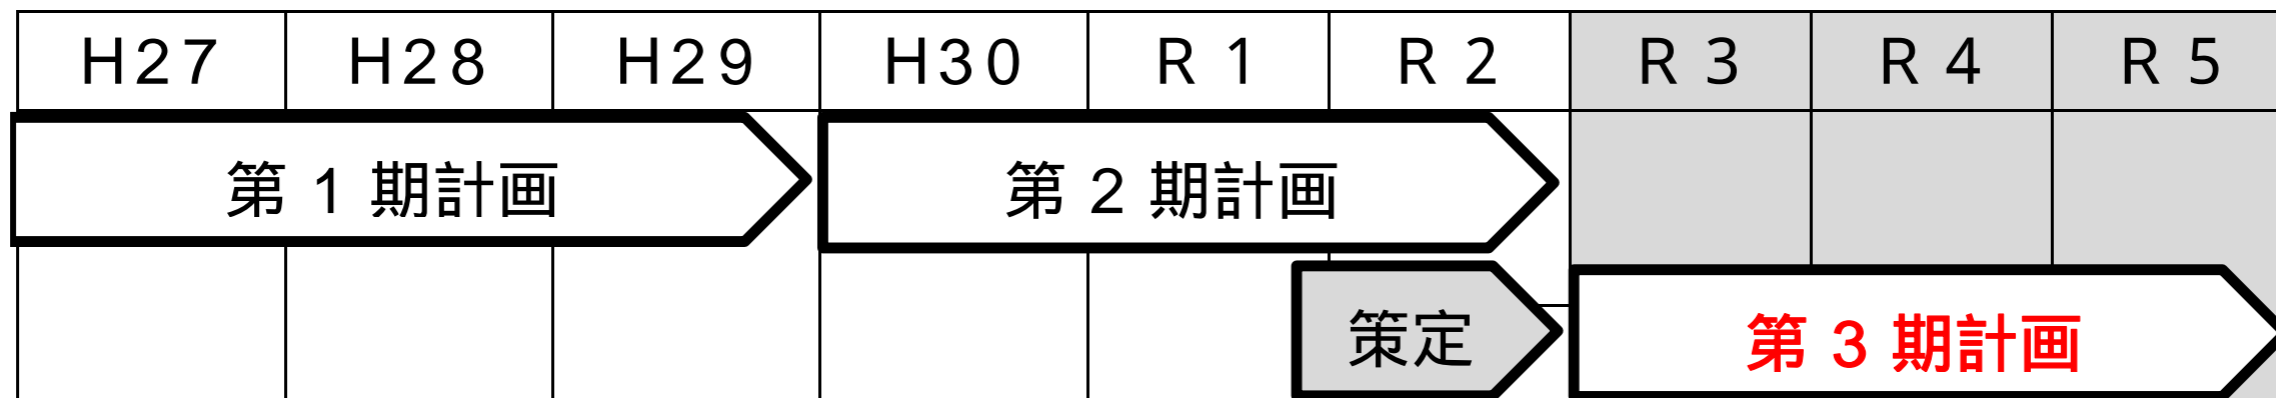 H27 H28 H29 H30 R 1 R 2 R 3 R 4 R 5
第 1 期計画 第 2 期計画
策定 第 3 期計画